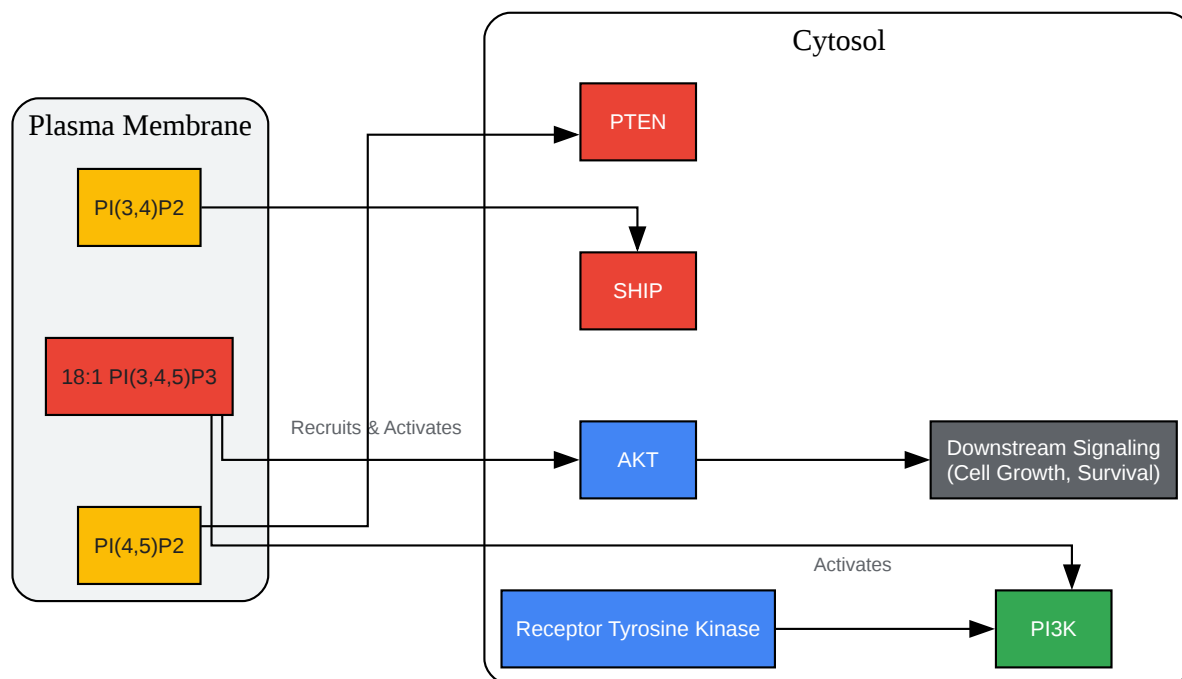 Cytosol
Plasma Membrane
PTEN
PI(3,4)P2
SHIP
18:1 PI(3,4,5)P3
Recruits & Activates
AKT
Downstream Signaling
(Cell Growth, Survival)
PI(4,5)P2
Activates
Receptor Tyrosine Kinase
PI3K